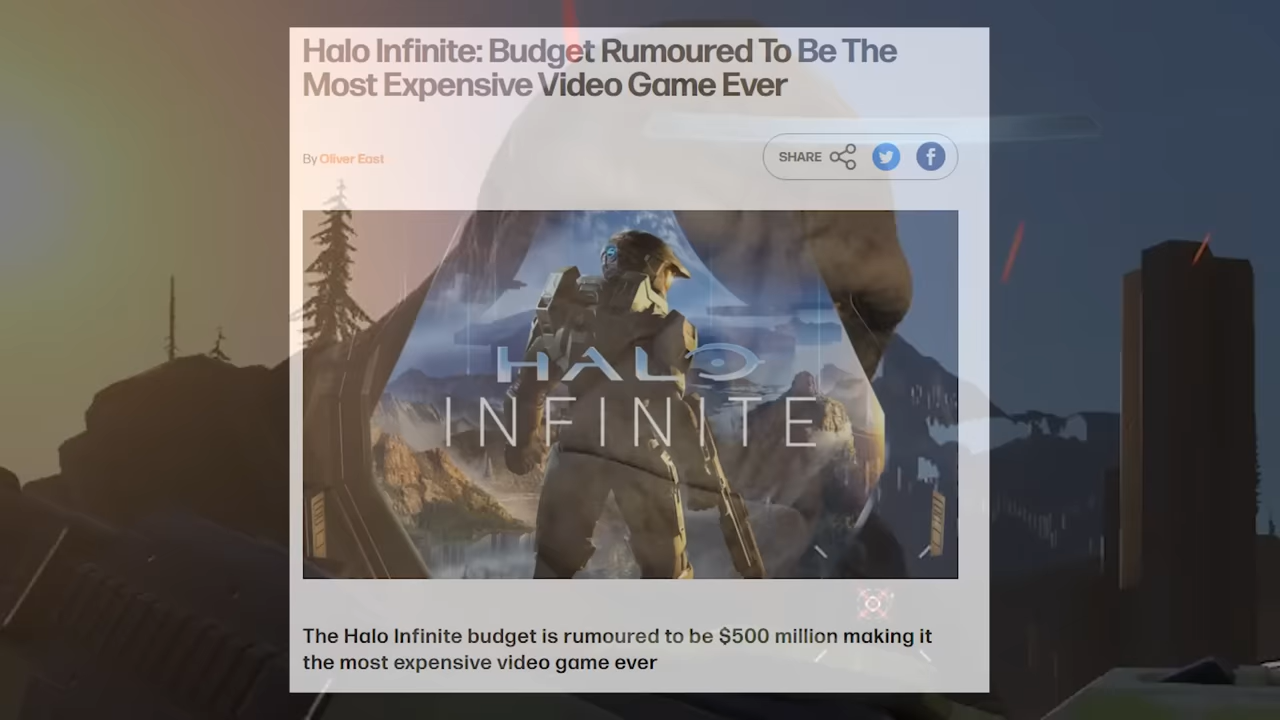 Halo Infinite: Budget Rumoured To Be The
Most Expensive Video Game Ever
By Oliver East
SHARE
HALO
INFINITE
The Halo Infinite budget is rumoured to be $500 million making it
the most expensive video game ever